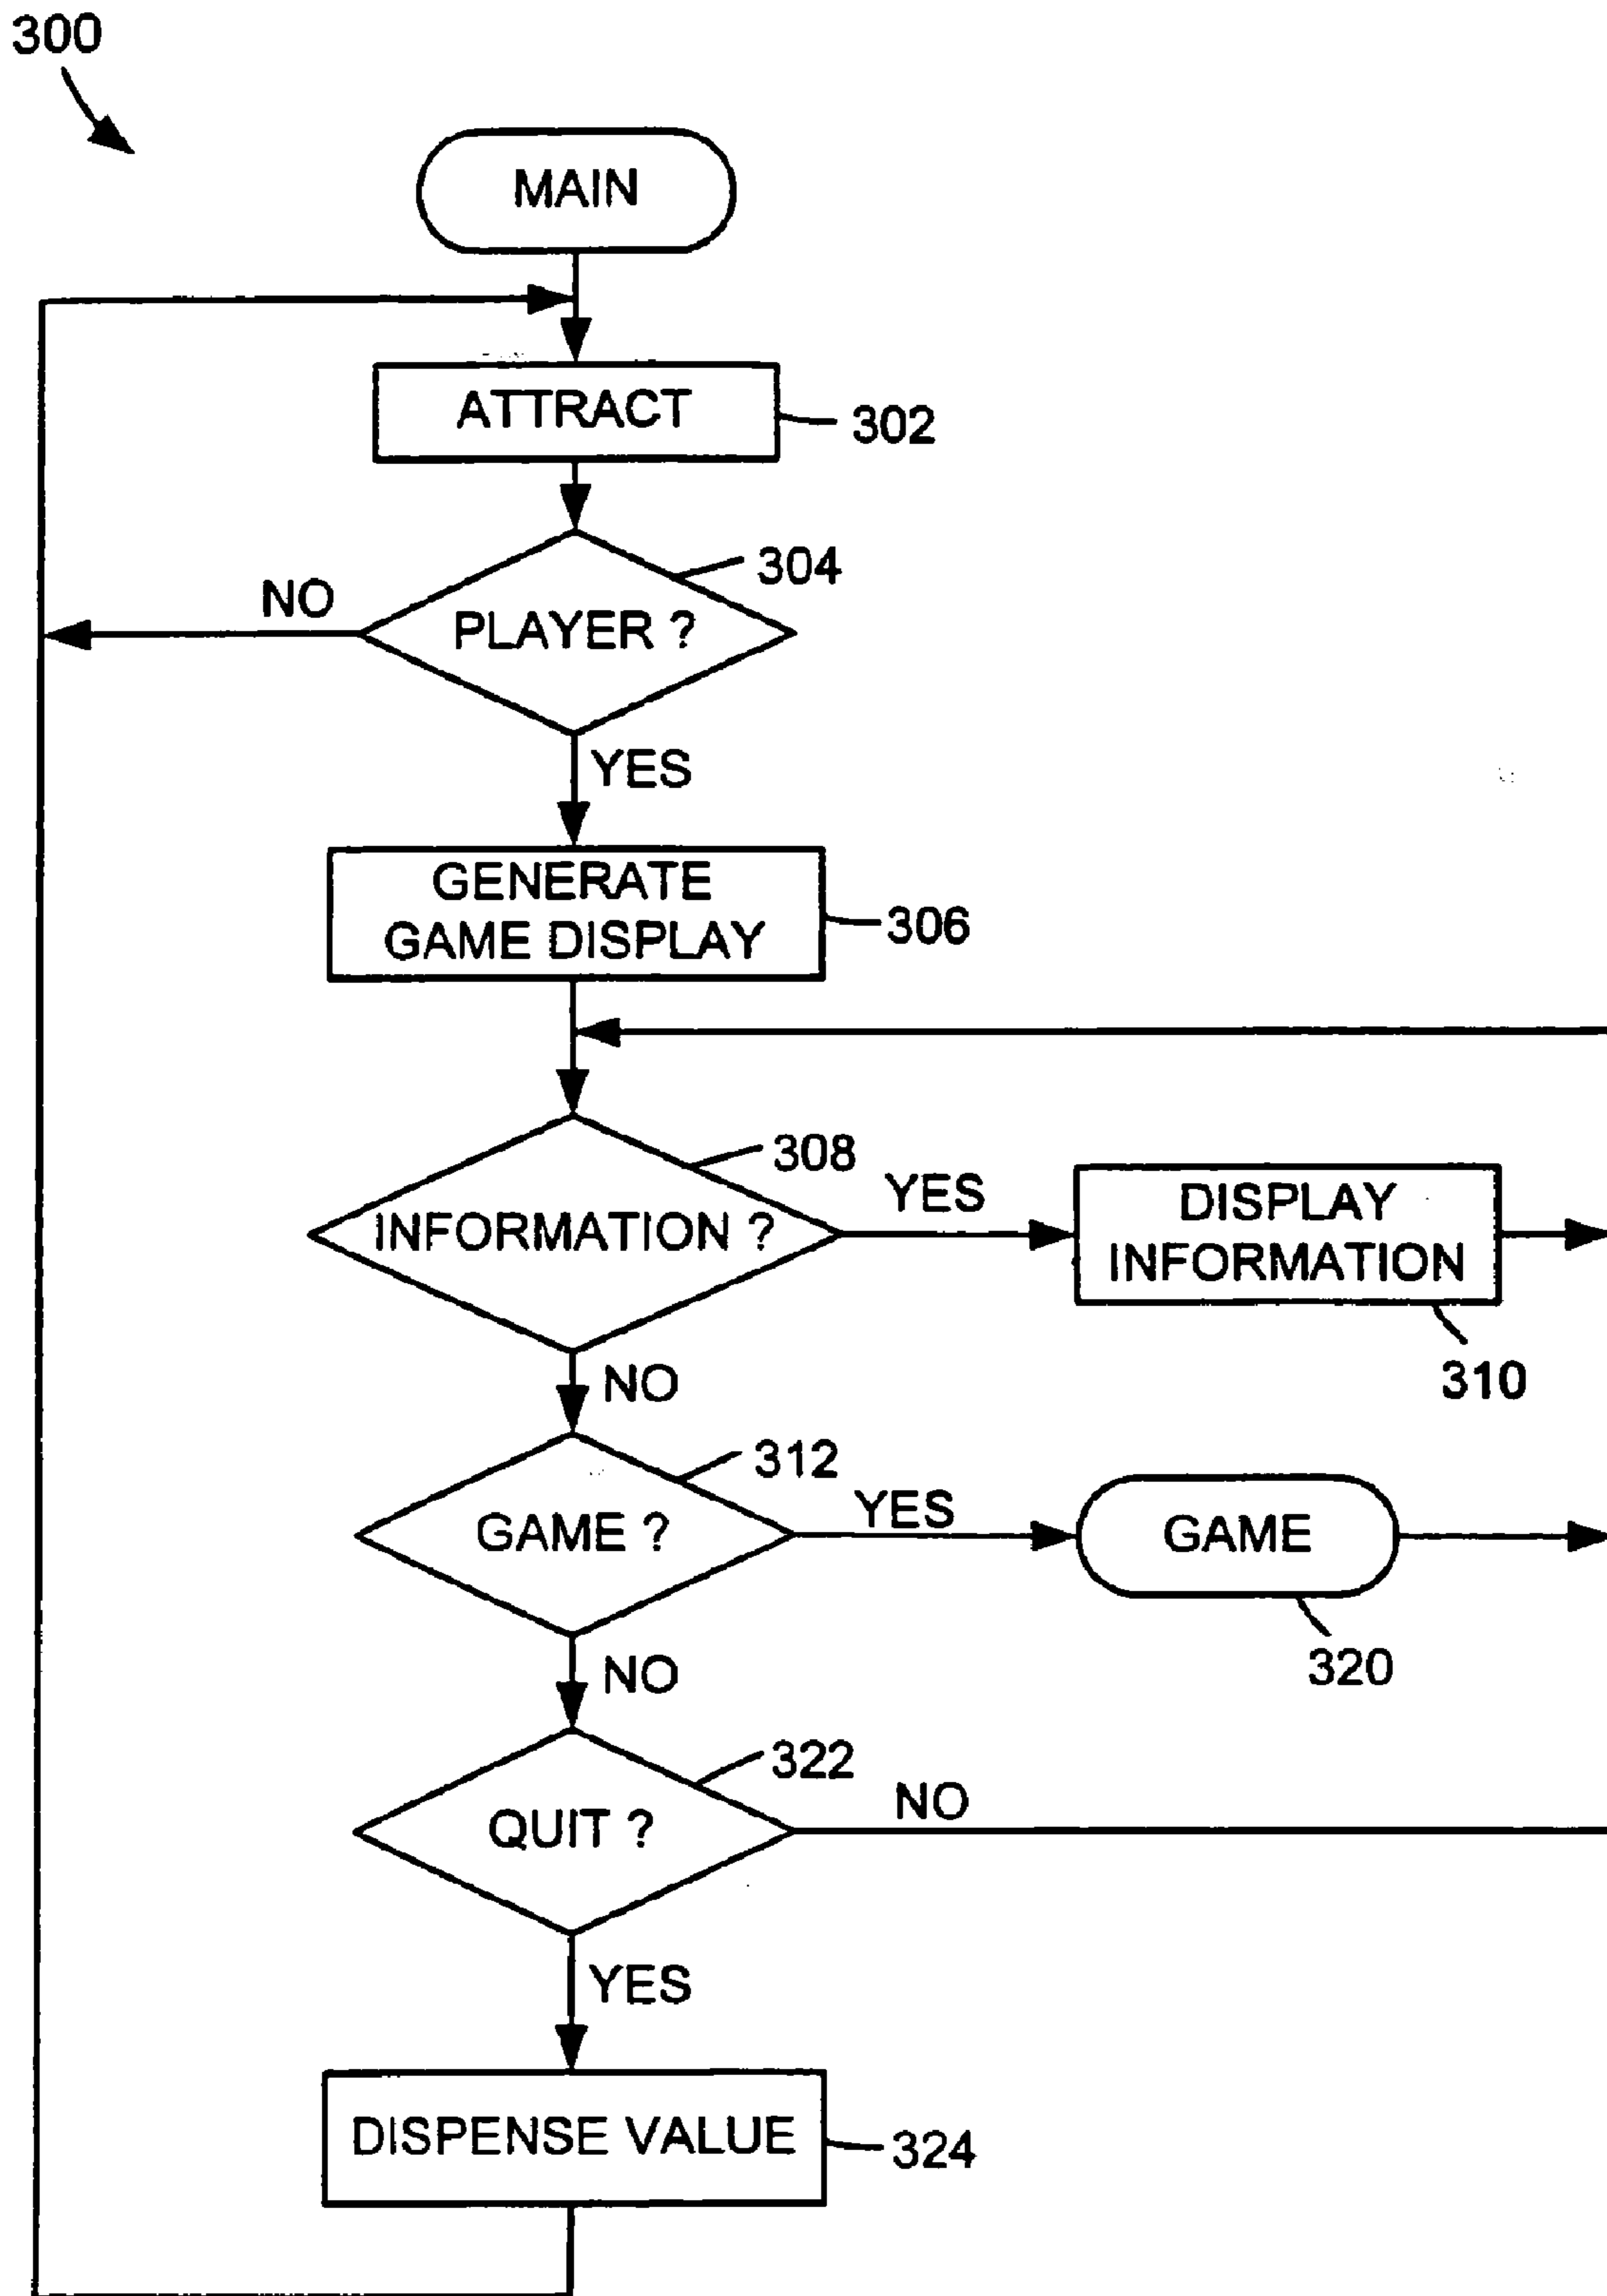 300
MAIN
ATTRACT
302
304
NO
PLAYER ?
YES
GENERATE
GAME DISPLAY
306
308
YES
INFORMATION ?
DISPLAY
INFORMATION
310
NO
312
YES
GAME ?
GAME
320
NO
322
NO
QUIT ?
YES
DISPENSE VALUE
324